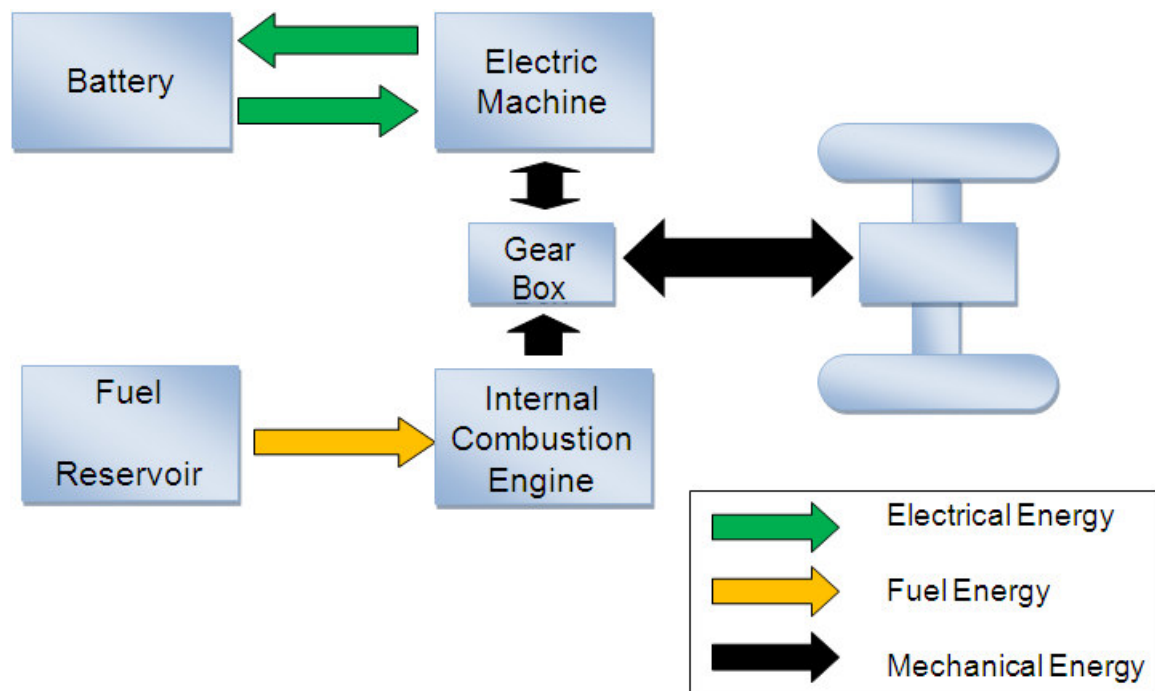 Battery
Electric
Machine
Gear
Box
Fuel
Reservoir
Internal
Combustion
Engine
Electrical Energy
Fuel Energy
Mechanical Energy